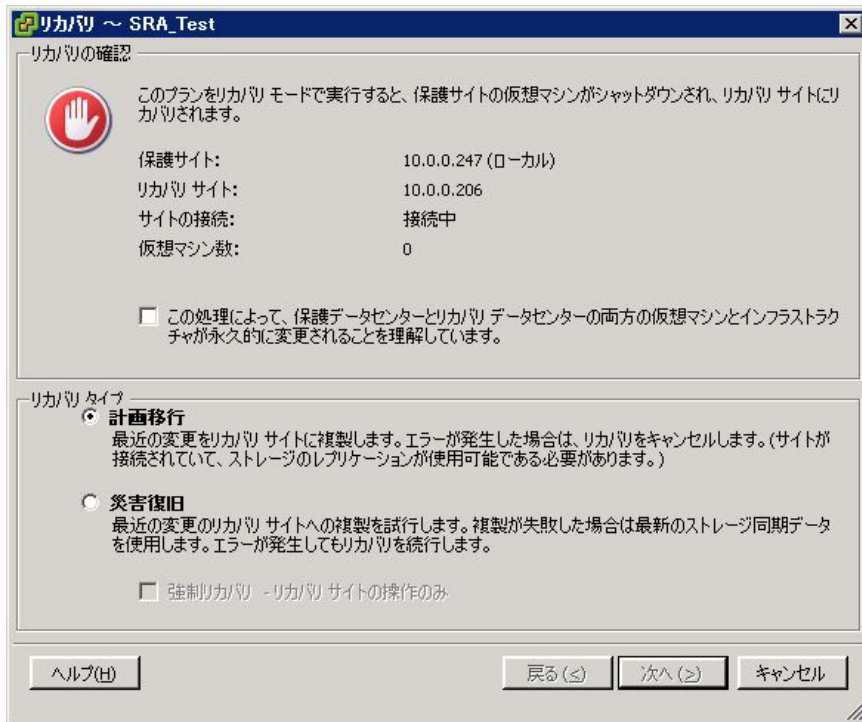 リカバリ ～ SRA_Test
リカバリの確認
このプランをリカバリ モードで実行すると、保護サイトの仮想マシンがシャットダウンされ、リカバリ サイトにリ
カバリされます。
保護サイト: 10.0.0.247 (ローカル)
リカバリ サイト: 10.0.0.206
サイトの接続: 接続中
仮想マシン数: 0
この処理によって、保護データセンターとリカバリ データセンターの両方の仮想マシンとインフラストラク
チャが永久的に変更されることを理解しています。
リカバリ タイプ
計画移行
最近の変更をリカバリ サイトに複製します。エラーが発生した場合は、リカバリをキャンセルします。(サイトが
接続されていて、ストレージのレプリケーションが使用可能である必要があります。)
災害復旧
最近の変更のリカバリ サイトへの複製を試行します。複製が失敗した場合は最新のストレージ同期データ
を使用します。エラーが発生してもリカバリを続行します。
強制リカバリ - リカバリ サイトの操作のみ
ヘルプ(H) 戻る(<) 次へ(>) キャンセル